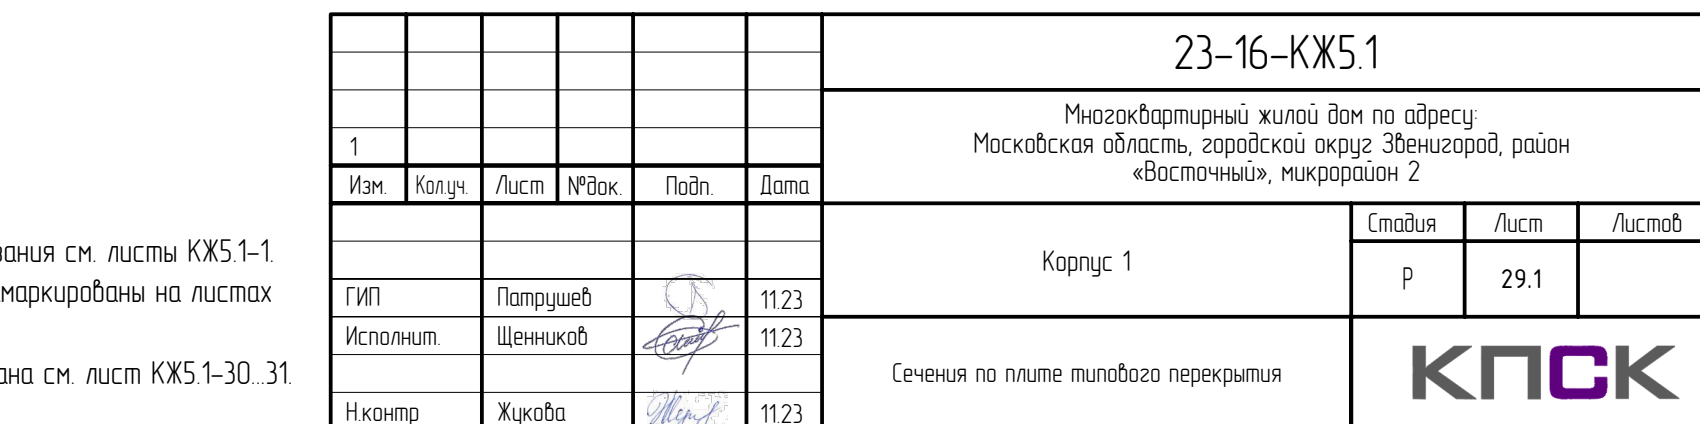 23-16-КЖ5.1
Многоквартирный жилой дом по адресу:
Московская область, городской округ Звенигород, район
«Восточный», микрорайон 2
1
Изм. Кол.уч. Лист №док. Подп. Дата
Корпус 1
Стадия Лист Листов
Р 29.1
ГИП Патрушев 11.23
Исполнит. Щенников 11.23
Н.контр Жукова 11.23
Сечения по плите типового перекрытия
КПСК
см. листы КЖ5.1-1.
на листах
см. лист КЖ5.1-30...31.